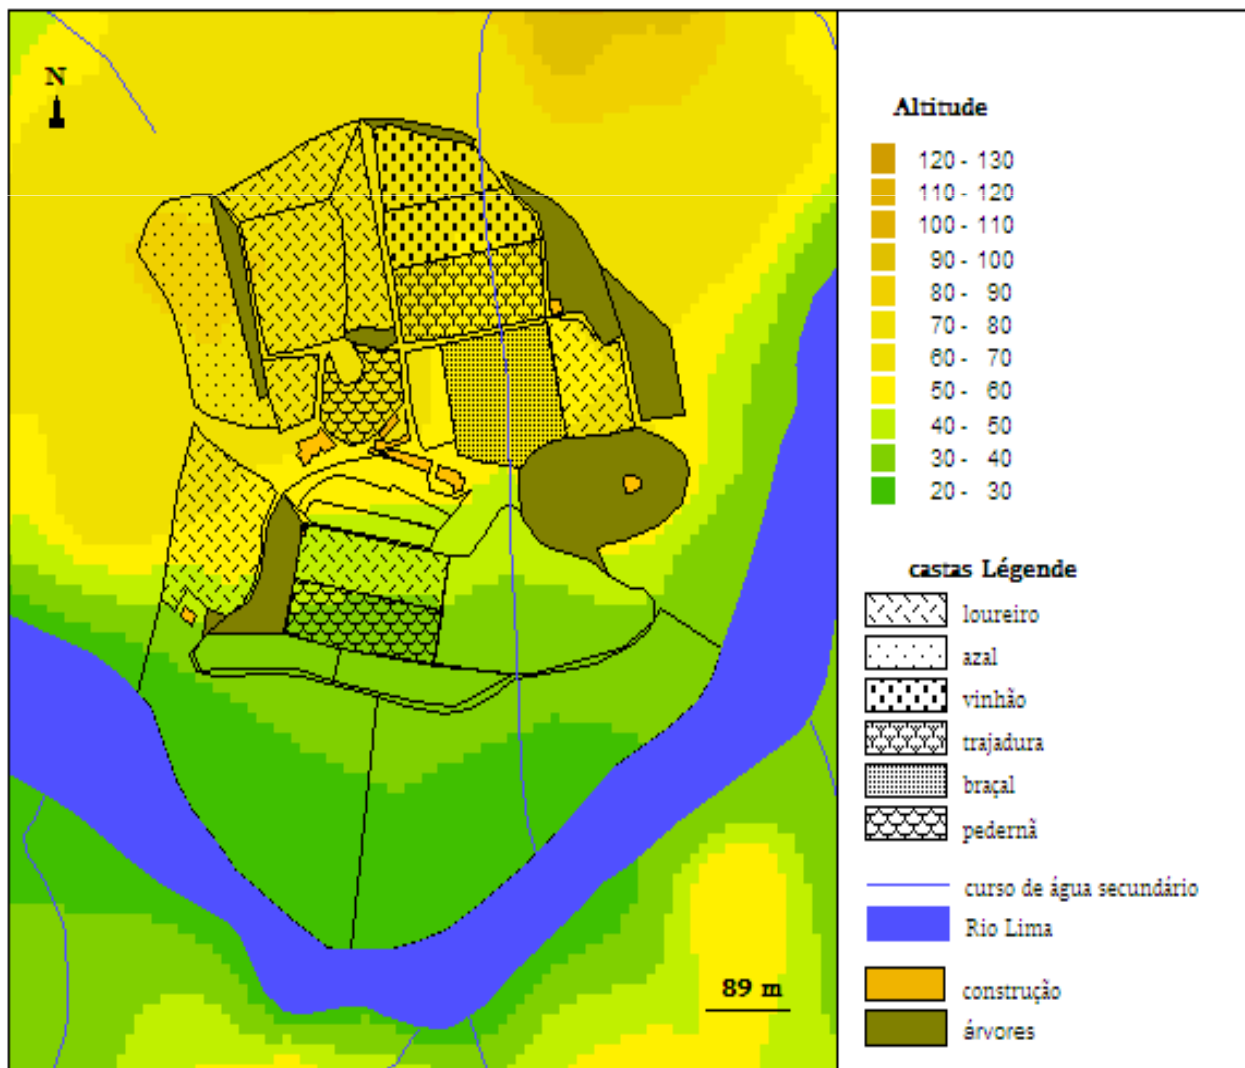 N
Altitude
120 - 130
110 - 120
100 - 110
90 - 100
80 - 90
70 - 80
60 - 70
50 - 60
40 - 50
30 - 40
20 - 30
castas Légende
loureiro
azal
vinhão
trajadura
braçal
pedernã
curso de água secundário
Rio Lima
construção
árvores
89 m